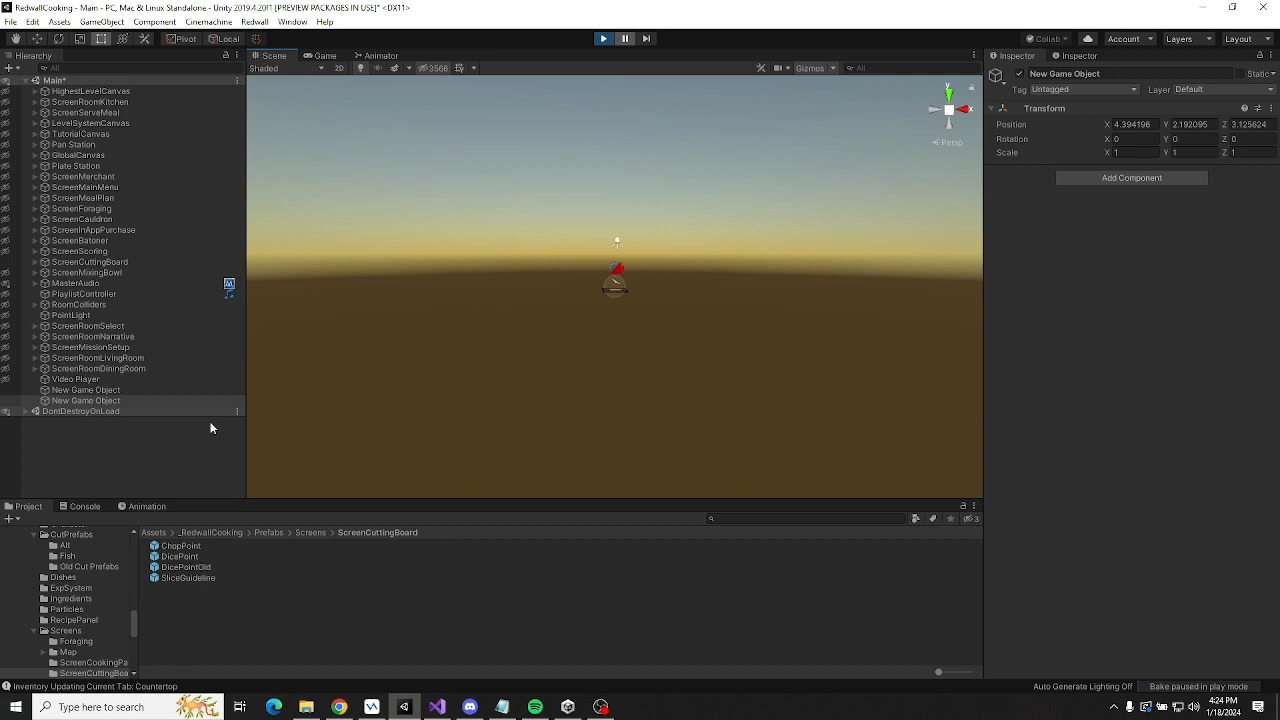 RedwallCooking - Main - PC, Mac & Linux Standalone - Unity 2019.4.20f1 [PREVIEW PACKAGES IN USE]* <DX11>
File Edit Assets GameObject Component Cinemachine Redwall Window Help
Pivot Local Collab Account Layers Layout
Hierarchy Scene Game Animator Inspector Inspector
All Shaded 2D 3566 Gizmos All
New Game Object Static
Tag Untagged Layer Default
Transform
Position X 4.394196 Y 2.192095 Z 3.125624
Rotation X 0 Y 0 Z 0
Scale X 1 Y 1 Z 1
Add Component
y
x
Persp
Main*
HighestLevelCanvas
ScreenRoomKitchen
ScreenServeMeal
LevelSystemCanvas
TutorialCanvas
Pan Station
GlobalCanvas
Plate Station
ScreenMerchant
ScreenMainMenu
ScreenMealPlan
ScreenForaging
ScreenCauldron
ScreenInAppPurchase
ScreenBatoner
ScreenScoring
ScreenCuttingBoard
ScreenMixingBowl
MasterAudio
PlaylistController
RoomColliders
PointLight
ScreenRoomSelect
ScreenRoomNarrative
ScreenMissionSetup
ScreenRoomLivingRoom
ScreenRoomDiningRoom
Video Player
New Game Object
New Game Object
DontDestroyOnLoad
Project Console Animation
3
CutPrefabs
Alt
Fish
Old Cut Prefabs
Dishes
ExpSystem
Ingredients
Particles
RecipePanel
Screens
Foraging
Map
ScreenCookingPa
ScreenCuttingBoa
Assets > _RedwallCooking > Prefabs > Screens > ScreenCuttingBoard
ChopPoint
DicePoint
DicePointOld
SliceGuideline
Inventory Updating Current Tab: Countertop
Auto Generate Lighting Off Bake paused in play mode
Type here to search
4:24 PM
1/18/2024